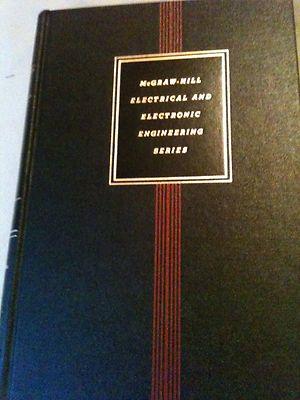 McGRAW-HILL
ELECTRICAL AND
ELECTRONIC
ENGINEERING
SERIES